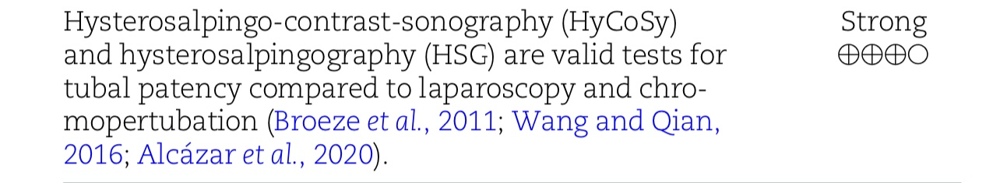 Hysterosalpingo-contrast-sonography (HyCoSy) Strong
and hysterosalpingography (HSG) are valid tests for ⊕⊕⊕○
tubal patency compared to laparoscopy and chro-
mopertubation (Broeze et al., 2011; Wang and Qian,
2016; Alcázar et al., 2020).